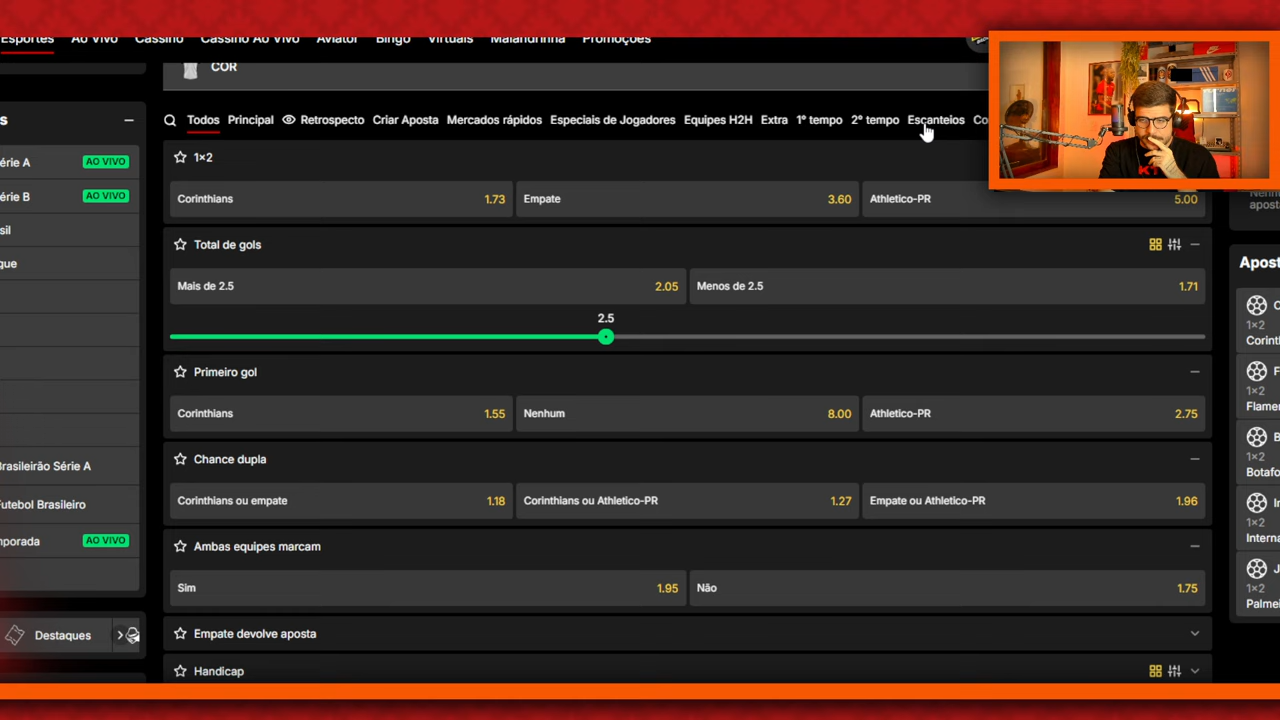 Esportes Ao Vivo Cassino Cassino Ao Vivo Aviator Bingo Virtuais Malandrinha Promoções
COR
Todos Principal Retrospecto Criar Aposta Mercados rápidos Especiais de Jogadores Equipes H2H Extra 1º tempo 2º tempo Escanteios Co
s
érie A AO VIVO
érie B AO VIVO
sil
que
Brasileirão Série A
Futebol Brasileiro
mporada AO VIVO
Destaques
1×2
Corinthians 1.73 Empate 3.60 Athletico-PR 5.00
Total de gols
Mais de 2.5 2.05 Menos de 2.5 1.71
2.5
Primeiro gol
Corinthians 1.55 Nenhum 8.00 Athletico-PR 2.75
Chance dupla
Corinthians ou empate 1.18 Corinthians ou Athletico-PR 1.27 Empate ou Athletico-PR 1.96
Ambas equipes marcam
Sim 1.95 Não 1.75
Empate devolve aposta
Handicap
apost
Apost
C
1×2
Corintl
F
1×2
Flamer
B
1×2
Botafo
In
1×2
Interna
J
1×2
Palmei